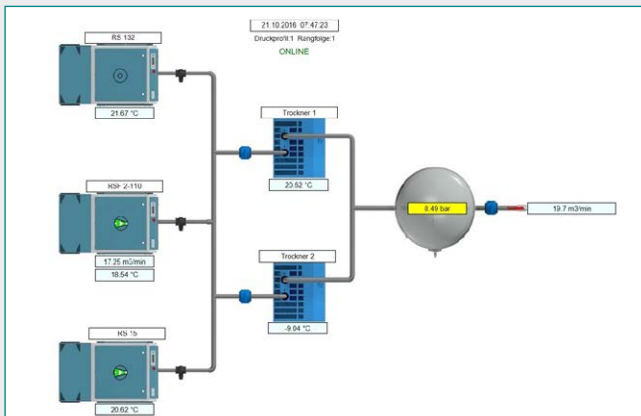 21.10.2016 07:47:23
Druckprofil:1 Rangfolge:1
ONLINE
RS 132
21.67 °C
RSF 2-110
17.25 m3/min
18.54 °C
RS 15
20.62 °C
Trockner 1
20.52 °C
Trockner 2
-9.04 °C
8.49 bar
19.7 m3/min